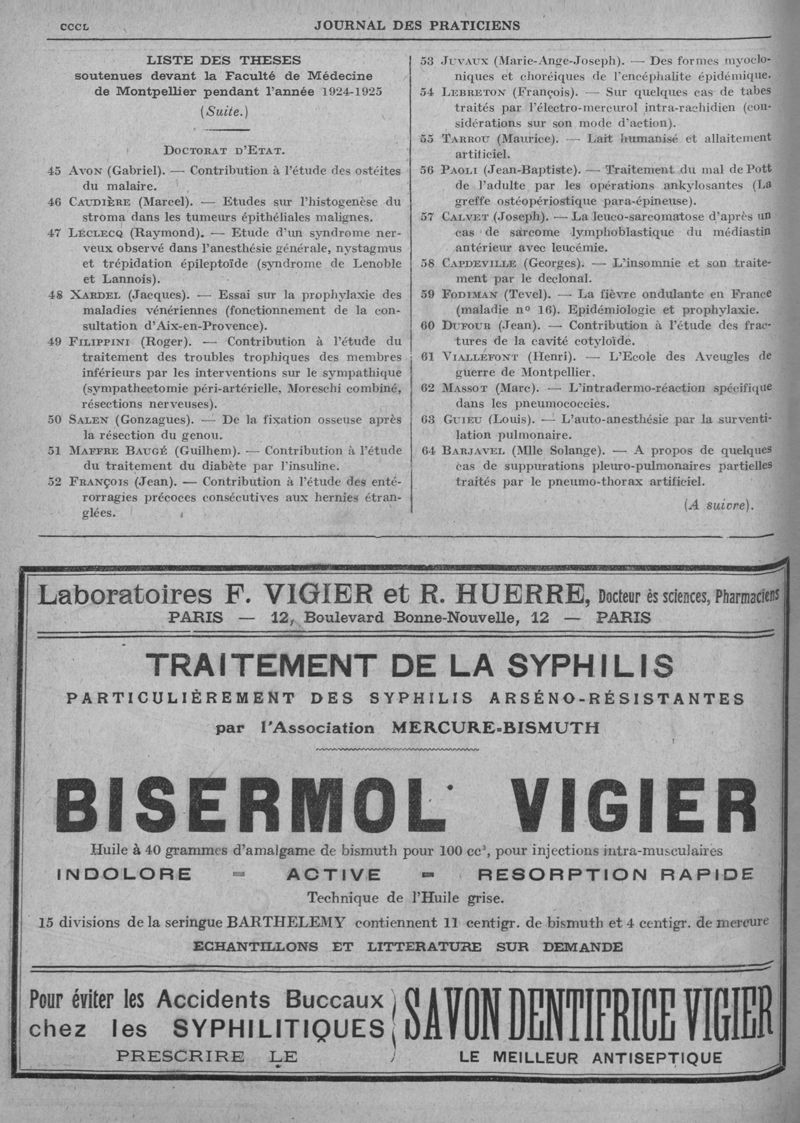 CCCL
JOURNAL DES PRATICIENS
LISTE DES THESES
soutenues devant la Faculté de Médecine
de Montpellier pendant l'année 1924-1925
(Suite.)
DOCTORAT D'ETAT.
45 AVON (Gabriel). — Contribution à l'étude des ostéites
du malaire.
46 CAUDIÈRE (Marcel). — Etudes sur l'histogenèse du
stroma dans les tumeurs épithéliales malignes.
47 LÉCLECQ (Raymond). — Etude d'un syndrome ner-
veux observé dans l'anesthésie générale, nystagmus
et trépidation épileptoïde (syndrome de Lenoble
et Lannois).
48 XARDEL (Jacques). — Essai sur la prophylaxie des
maladies vénériennes (fonctionnement de la con-
sultation d'Aix-en-Provence).
49 FILIPPINI (Roger). — Contribution à l'étude du
traitement des troubles trophiques des membres
inférieurs par les interventions sur le sympathique
(sympathectomie péri-artérielle, Moreschi combiné,
résections nerveuses).
50 SALEN (Gonzagues). — De la fixation osseuse après
la résection du genou.
51 MAFFRE BAUGÉ (Guilhem). — Contribution à l'étude
du traitement du diabète par l'insuline.
52 FRANÇOIS (Jean). — Contribution à l'étude des enté-
rorragies précoces consécutives aux hernies étran-
glées.
53 JUVAUX (Marie-Ange-Joseph). — Des formes myoclo-
niques et choréiques de l'encéphalite épidémique.
54 LEBRETON (François). — Sur quelques cas de tabes
traités par l'électro-mercurol intra-rachidien (con-
sidérations sur son mode d'action).
55 TARROU (Maurice). — Lait humanisé et allaitement
artificiel.
56 PAOLI (Jean-Baptiste). — Traitement du mal de Pott
de l'adulte par les opérations ankylosantes (La
greffe ostéopériostique para-épineuse).
57 CALVET (Joseph). — La leuco-sarcomatose d'après un
cas de sarcome lymphoblastique du médiastin
antérieur avec leucémie.
58 CAPDEVILLE (Georges). — L'insomnie et son traite-
ment par le declonal.
59 FODIMAN (Tevel). — La fièvre ondulante en France
(maladie n° 16). Epidémiologie et prophylaxie.
60 DUFOUR (Jean). — Contribution à l'étude des frac-
tures de la cavité cotyloïde.
61 VIALLEFONT (Henri). — L'Ecole des Aveugles de
guerre de Montpellier.
62 MASSOT (Marc). — L'intradermo-réaction spécifique
dans les pneumococcies.
63 GUIEU (Louis). — L'auto-anesthésie par la surventi-
lation pulmonaire.
64 BARJAVEL (Mlle Solange). — A propos de quelques
cas de suppurations pleuro-pulmonaires partielles
traités par le pneumo-thorax artificiel.
(A suivre).
Laboratoires F. VIGIER et R. HUERRE, Docteur ès sciences, Pharmaciens
PARIS — 12, Boulevard Bonne-Nouvelle, 12 — PARIS
TRAITEMENT DE LA SYPHILIS
PARTICULIÈREMENT DES SYPHILIS ARSÉNO-RÉSISTANTES
par l'Association MERCURE-BISMUTH
BISERMOL VIGIER
Huile à 40 grammes d'amalgame de bismuth pour 100 cc³, pour injections intra-musculaires
INDOLORE = ACTIVE = RESORPTION RAPIDE
Technique de l'Huile grise.
15 divisions de la seringue BARTHELEMY contiennent 11 centigr. de bismuth et 4 centigr. de mercure
ECHANTILLONS ET LITTERATURE SUR DEMANDE
Pour éviter les Accidents Buccaux
chez les SYPHILITIQUES
PRESCRIRE LE
SAVON DENTIFRICE VIGIER
LE MEILLEUR ANTISEPTIQUE